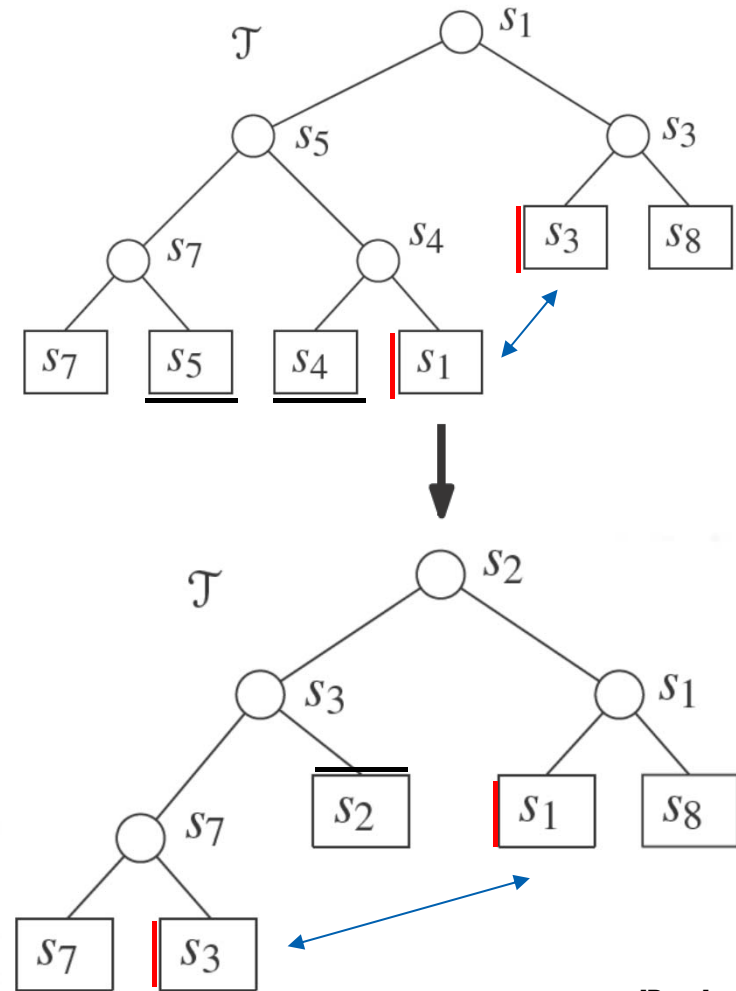 𝒯 s₁
s₅ s₃
s₇ s₄ s₃ s₈
s₇ s₅ s₄ s₁
𝒯 s₂
s₃ s₁
s₇ s₂ s₁ s₈
s₇ s₃